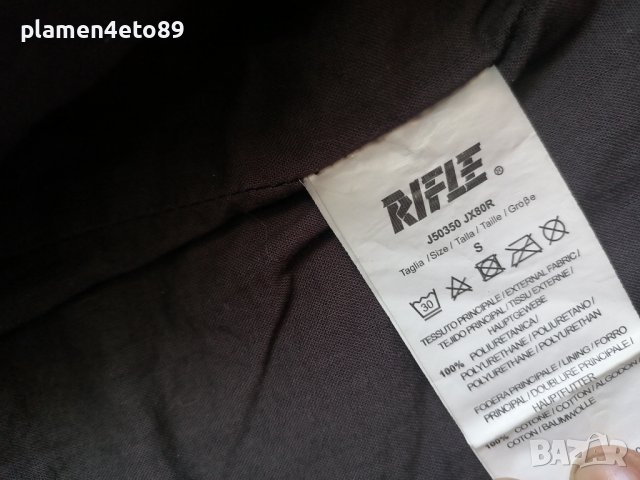 plamen4eto89
RIFLE ®
J50350 JX80R
Taglia /Size / Talla / Taille / Größe
S
30
TESSUTO PRINCIPALE / EXTERNAL FABRIC /
TEJIDO PRINCIPAL / TISSU EXTERNE /
HAUPTGEWEBE
100% POLIURETANICA /
POLYURETHANE / POLIURETANO /
POLYURETHANE / POLYURETHAN
FODERA PRINCIPALE / LINING / FORRO
PRINCIPAL / DOUBLURE PRINCIPALE /
HAUPTFUTTER
100% COTONE / COTTON / ALGODON
COTON / BAUMWOLLE
BAZAR